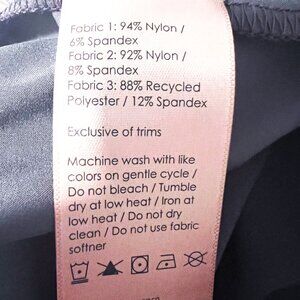 Fabric 1: 94% Nylon /
6% Spandex
Fabric 2: 92% Nylon /
8% Spandex
Fabric 3: 88% Recycled
Polyester / 12% Spandex
Exclusive of trims
Machine wash with like
colors on gentle cycle /
Do not bleach / Tumble
dry at low heat / Iron at
low heat / Do not dry
clean / Do not use fabric
softner